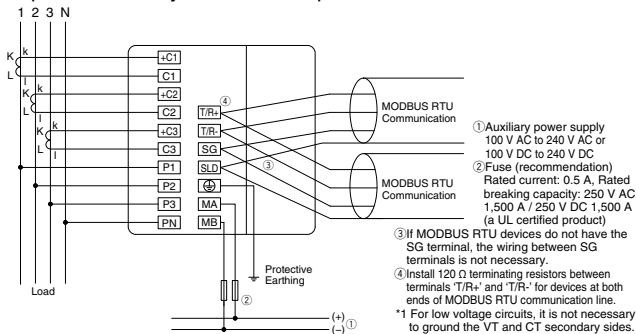 1 2 3 N
K k
L l
K k
L l
K k
L l
+C1
C1
+C2
C2
+C3
C3
P1
P2
P3
PN
④
T/R+
T/R-
SG
SLD
③
MA
MB
MODBUS RTU
Communication
MODBUS RTU
Communication
Protective
Earthing
②
Load
(+)
(−)
①
①Auxiliary power supply
100 V AC to 240 V AC or
100 V DC to 240 V DC
②Fuse (recommendation)
Rated current: 0.5 A, Rated
breaking capacity: 250 V AC
1,500 A / 250 V DC 1,500 A
(a UL certified product)
③If MODBUS RTU devices do not have the
SG terminal, the wiring between SG
terminals is not necessary.
④Install 120 Ω terminating resistors between
terminals 'T/R+' and 'T/R-' for devices at both
ends of MODBUS RTU communication line.
*1 For low voltage circuits, it is not necessary
to ground the VT and CT secondary sides.